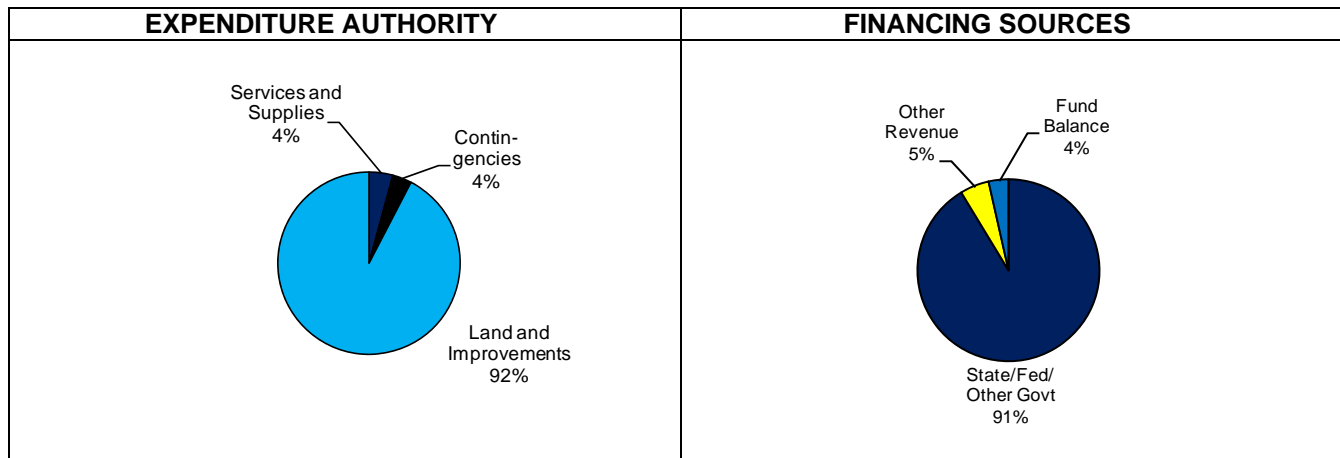 EXPENDITURE AUTHORITY
Services and
Supplies
4%
Contin-
gencies
4%
Land and
Improvements
92%
FINANCING SOURCES
Other
Revenue
5%
Fund
Balance
4%
State/Fed/
Other Govt
91%